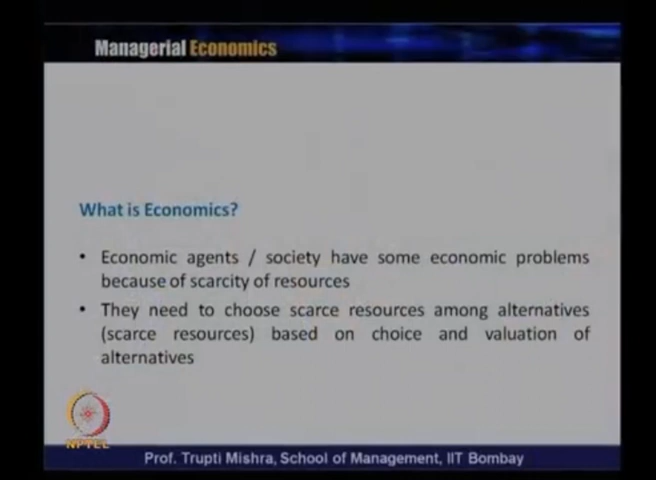 Managerial Economics
What is Economics?
• Economic agents / society have some economic problems
because of scarcity of resources
• They need to choose scarce resources among alternatives
(scarce resources) based on choice and valuation of
alternatives
NPTEL
Prof. Trupti Mishra, School of Management, IIT Bombay